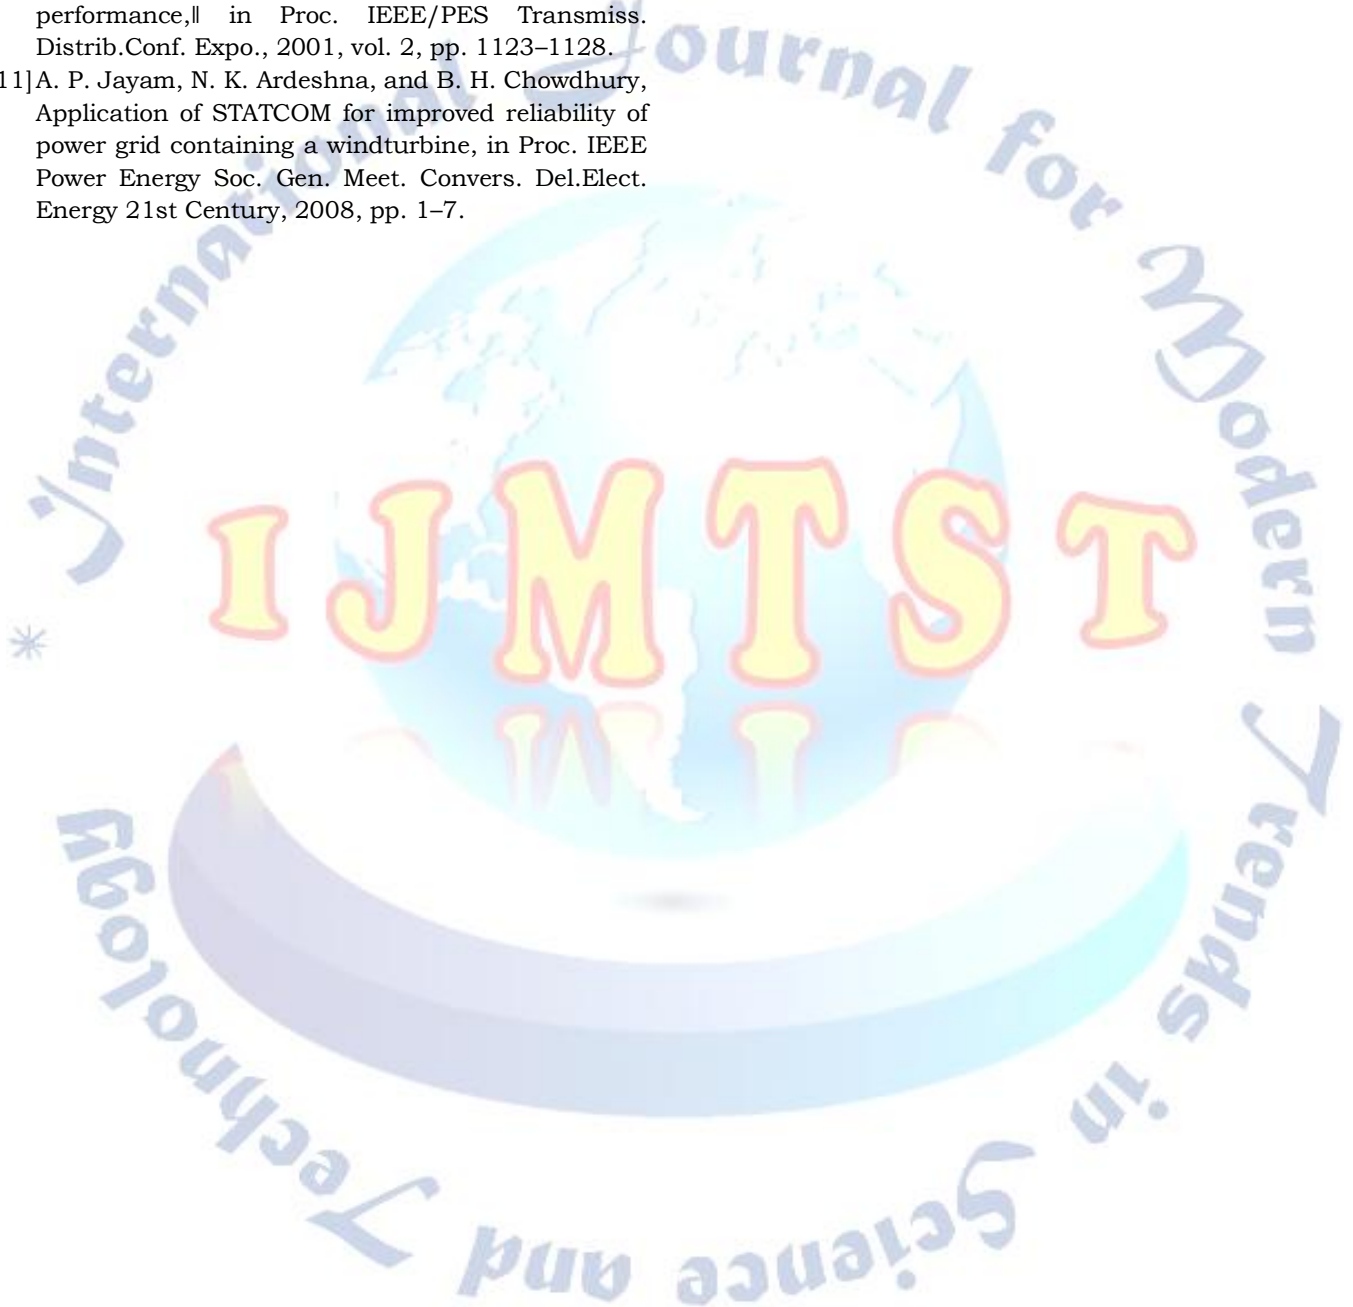 performance,‖ in Proc. IEEE/PES Transmiss.
Distrib.Conf. Expo., 2001, vol. 2, pp. 1123–1128.
11]A. P. Jayam, N. K. Ardeshna, and B. H. Chowdhury,
Application of STATCOM for improved reliability of
power grid containing a windturbine, in Proc. IEEE
Power Energy Soc. Gen. Meet. Convers. Del.Elect.
Energy 21st Century, 2008, pp. 1–7.
International Journal for Modern Trends in Science and Technology
*
IJMTST